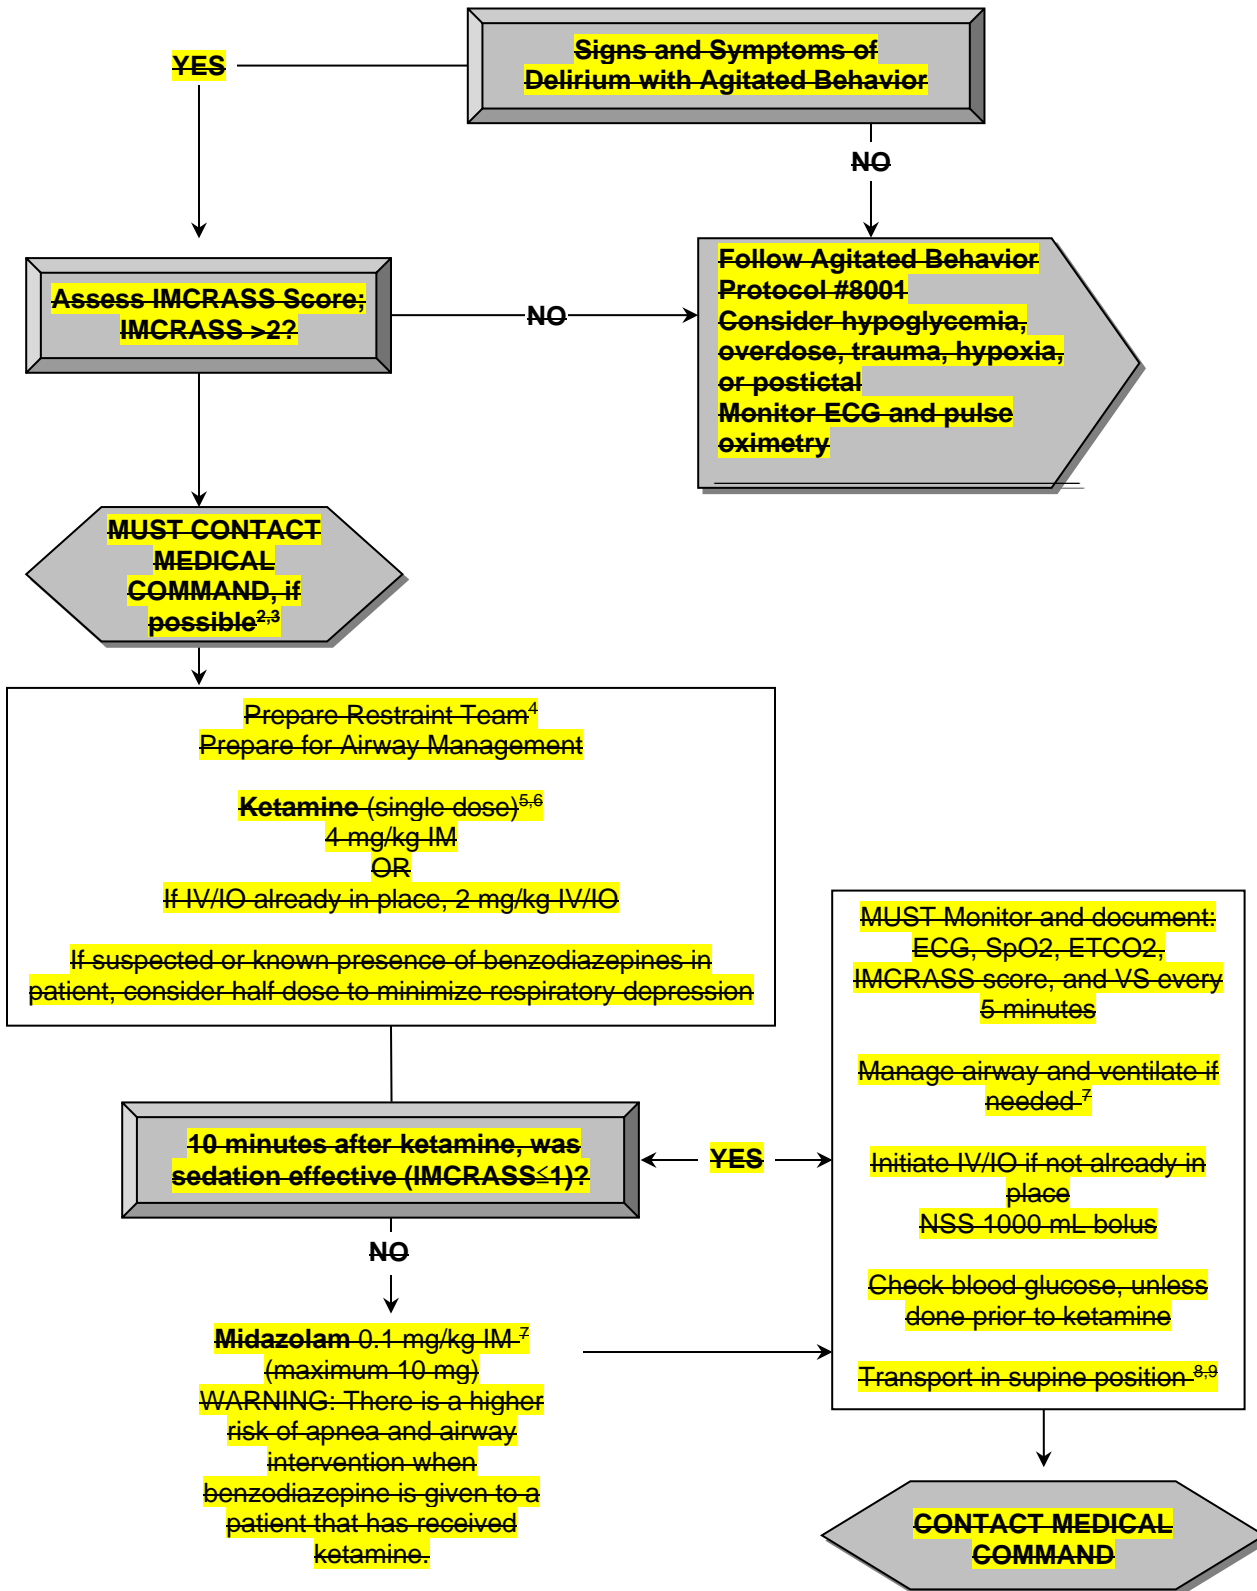 Signs and Symptoms of
Delirium with Agitated Behavior
YES
NO
Assess IMCRASS Score;
IMCRASS >2?
NO
Follow Agitated Behavior
Protocol #8001
Consider hypoglycemia,
overdose, trauma, hypoxia,
or postictal
Monitor ECG and pulse
oximetry
MUST CONTACT
MEDICAL
COMMAND, if
possible2,3
Prepare Restraint Team4
Prepare for Airway Management
Ketamine (single dose)5,6
4 mg/kg IM
OR
If IV/IO already in place, 2 mg/kg IV/IO
If suspected or known presence of benzodiazepines in
patient, consider half dose to minimize respiratory depression
10 minutes after ketamine, was
sedation effective (IMCRASS≤1)?
YES
NO
Midazolam 0.1 mg/kg IM 7
(maximum 10 mg)
WARNING: There is a higher
risk of apnea and airway
intervention when
benzodiazepine is given to a
patient that has received
ketamine.
MUST Monitor and document:
ECG, SpO2, ETCO2,
IMCRASS score, and VS every
5 minutes
Manage airway and ventilate if
needed 7
Initiate IV/IO if not already in
place
NSS 1000 mL bolus
Check blood glucose, unless
done prior to ketamine
Transport in supine position 8,9
CONTACT MEDICAL
COMMAND